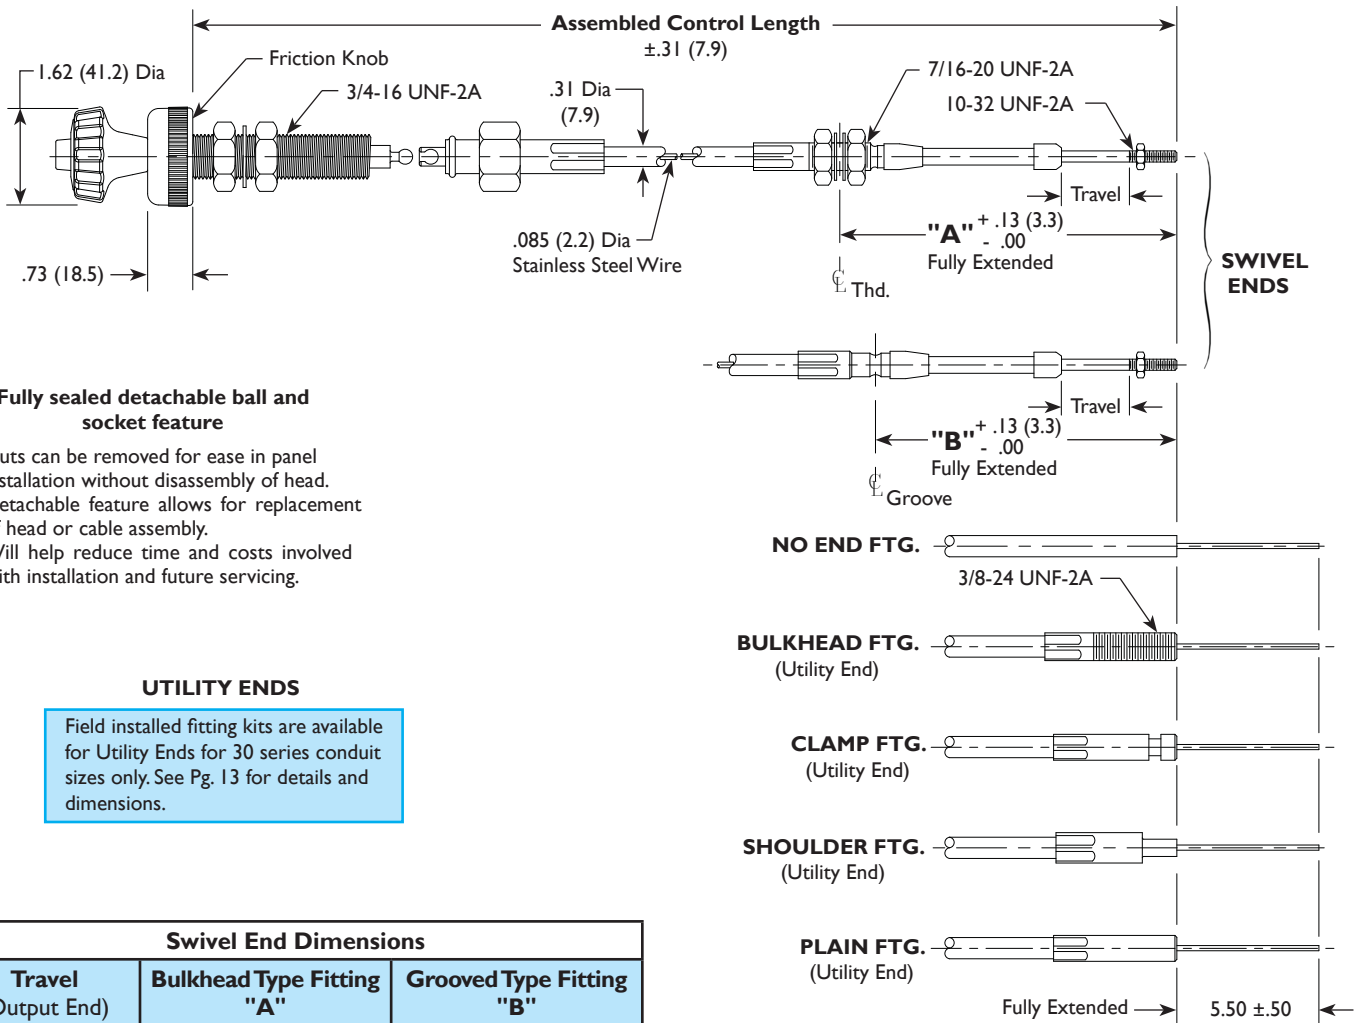 Assembled Control Length
±.31 (7.9)
1.62 (41.2) Dia
Friction Knob
3/4-16 UNF-2A
.31 Dia
(7.9)
7/16-20 UNF-2A
10-32 UNF-2A
Travel
.085 (2.2) Dia
Stainless Steel Wire
.73 (18.5)
"A" + .13 (3.3)
- .00
Fully Extended
℄ Thd.
SWIVEL
ENDS
Travel
"B" + .13 (3.3)
- .00
Fully Extended
℄ Groove
Fully sealed detachable ball and
socket feature
uts can be removed for ease in panel
stallation without disassembly of head.
etachable feature allows for replacement
f head or cable assembly.
Will help reduce time and costs involved
ith installation and future servicing.
NO END FTG.
3/8-24 UNF-2A
BULKHEAD FTG.
(Utility End)
UTILITY ENDS
Field installed fitting kits are available
for Utility Ends for 30 series conduit
sizes only. See Pg. 13 for details and
dimensions.
CLAMP FTG.
(Utility End)
SHOULDER FTG.
(Utility End)
PLAIN FTG.
(Utility End)
Fully Extended
5.50 ±.50
Swivel End Dimensions
Travel
Output End)
Bulkhead Type Fitting
"A"
Grooved Type Fitting
"B"